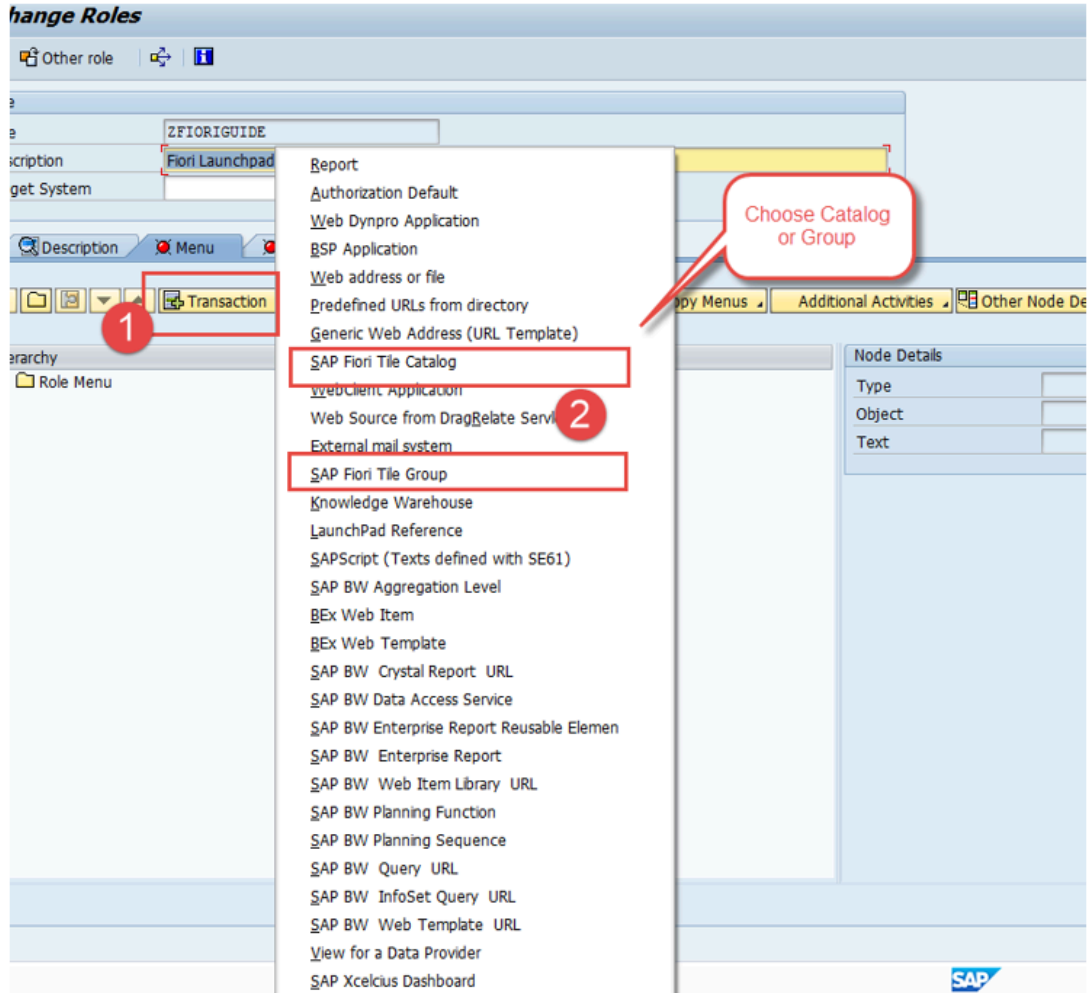 hange Roles
Other role
e
e ZFIORIGUIDE
scription Fiori Launchpad
get System
Choose Catalog
or Group
Description Menu
Transaction
opy Menus Additional Activities Other Node De
1
erarchy
Role Menu
Report
Authorization Default
Web Dynpro Application
BSP Application
Web address or file
Predefined URLs from directory
Generic Web Address (URL Template)
SAP Fiori Tile Catalog
WebClient Application
Web Source from DragRelate Servl
2
External mail system
SAP Fiori Tile Group
Knowledge Warehouse
LaunchPad Reference
SAPScript (Texts defined with SE61)
SAP BW Aggregation Level
BEx Web Item
BEx Web Template
SAP BW Crystal Report URL
SAP BW Data Access Service
SAP BW Enterprise Report Reusable Elemen
SAP BW Enterprise Report
SAP BW Web Item Library URL
SAP BW Planning Function
SAP BW Planning Sequence
SAP BW Query URL
SAP BW InfoSet Query URL
SAP BW Web Template URL
View for a Data Provider
SAP Xcelcius Dashboard
Node Details
Type
Object
Text
SAP